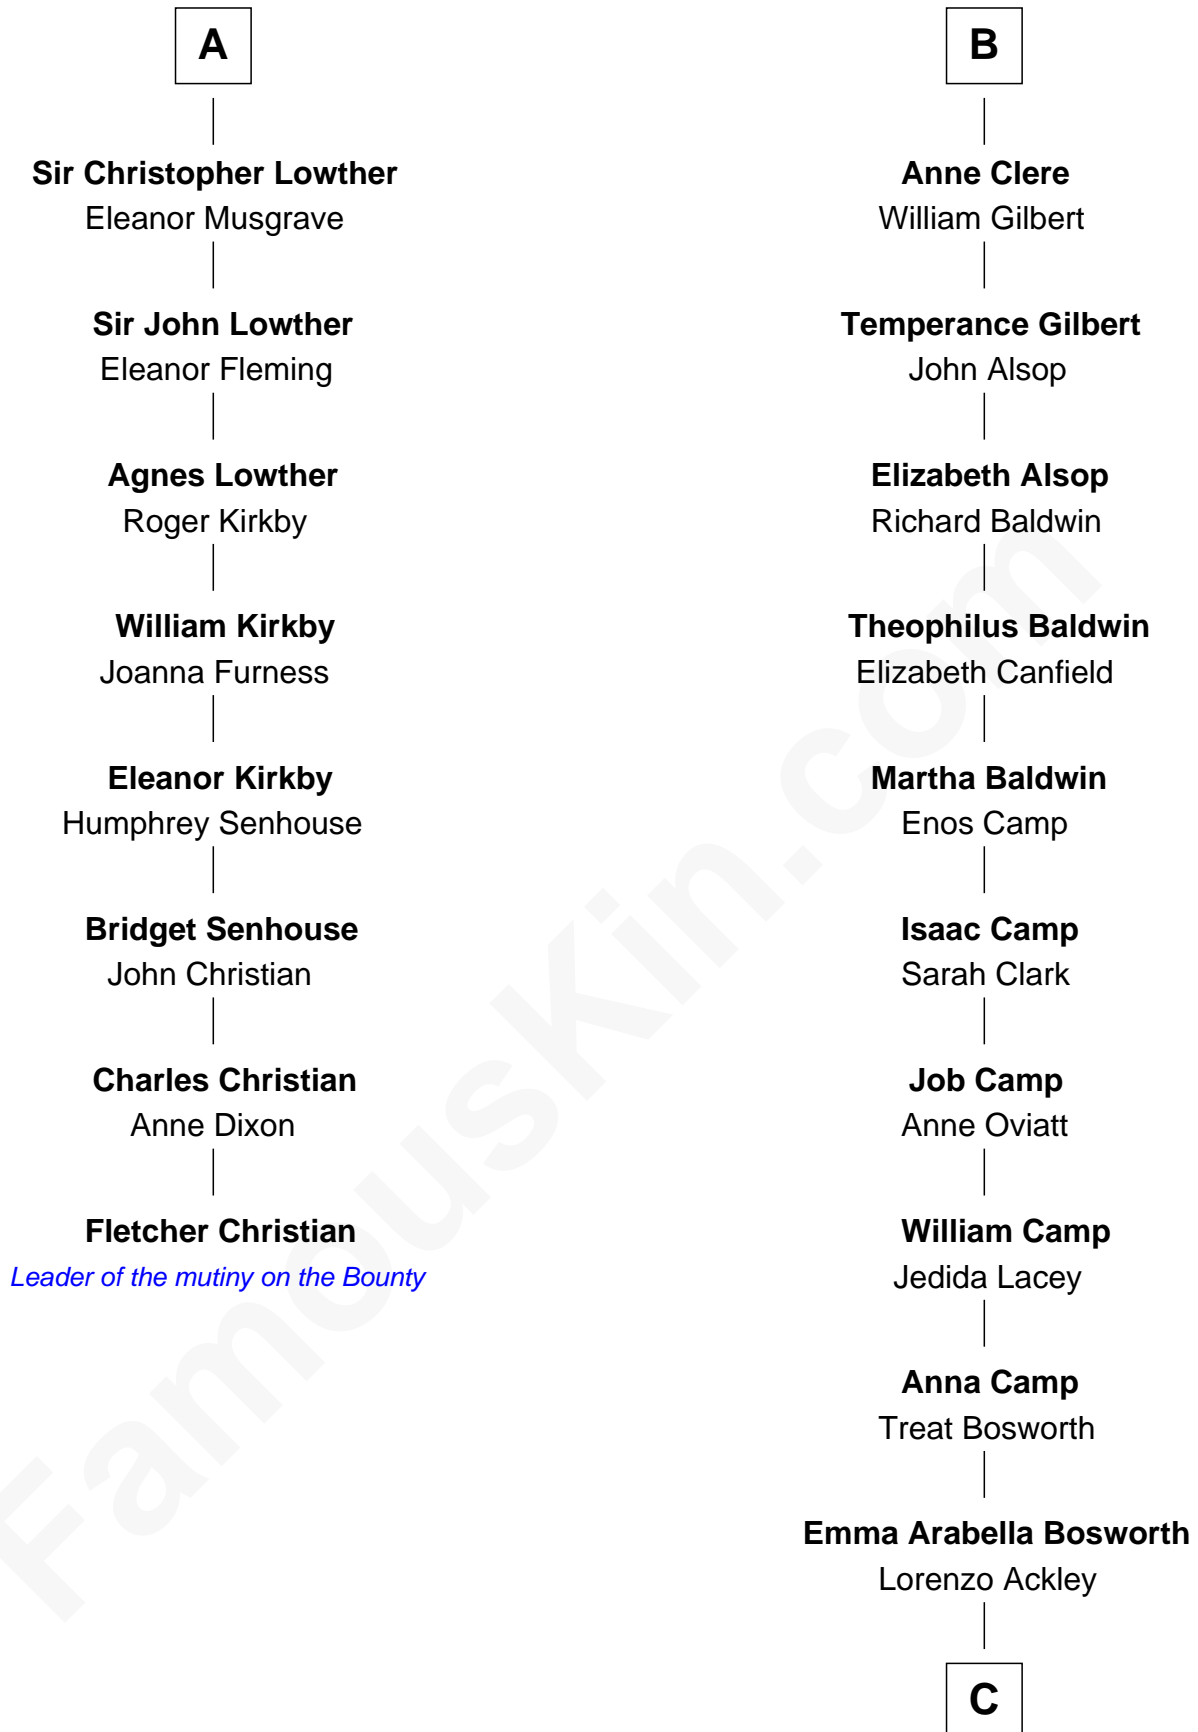 A
Sir Christopher Lowther
Eleanor Musgrave
Sir John Lowther
Eleanor Fleming
Agnes Lowther
Roger Kirkby
William Kirkby
Joanna Furness
Eleanor Kirkby
Humphrey Senhouse
Bridget Senhouse
John Christian
Charles Christian
Anne Dixon
Fletcher Christian
Leader of the mutiny on the Bounty
B
Anne Clere
William Gilbert
Temperance Gilbert
John Alsop
Elizabeth Alsop
Richard Baldwin
Theophilus Baldwin
Elizabeth Canfield
Martha Baldwin
Enos Camp
Isaac Camp
Sarah Clark
Job Camp
Anne Oviatt
William Camp
Jedida Lacey
Anna Camp
Treat Bosworth
Emma Arabella Bosworth
Lorenzo Ackley
C
FamousKin.com